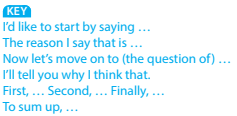 KEY
I'd like to start by saying …
The reason I say that is …
Now let's move on to (the question of) …
I'll tell you why I think that.
First, … Second, … Finally, …
To sum up, …